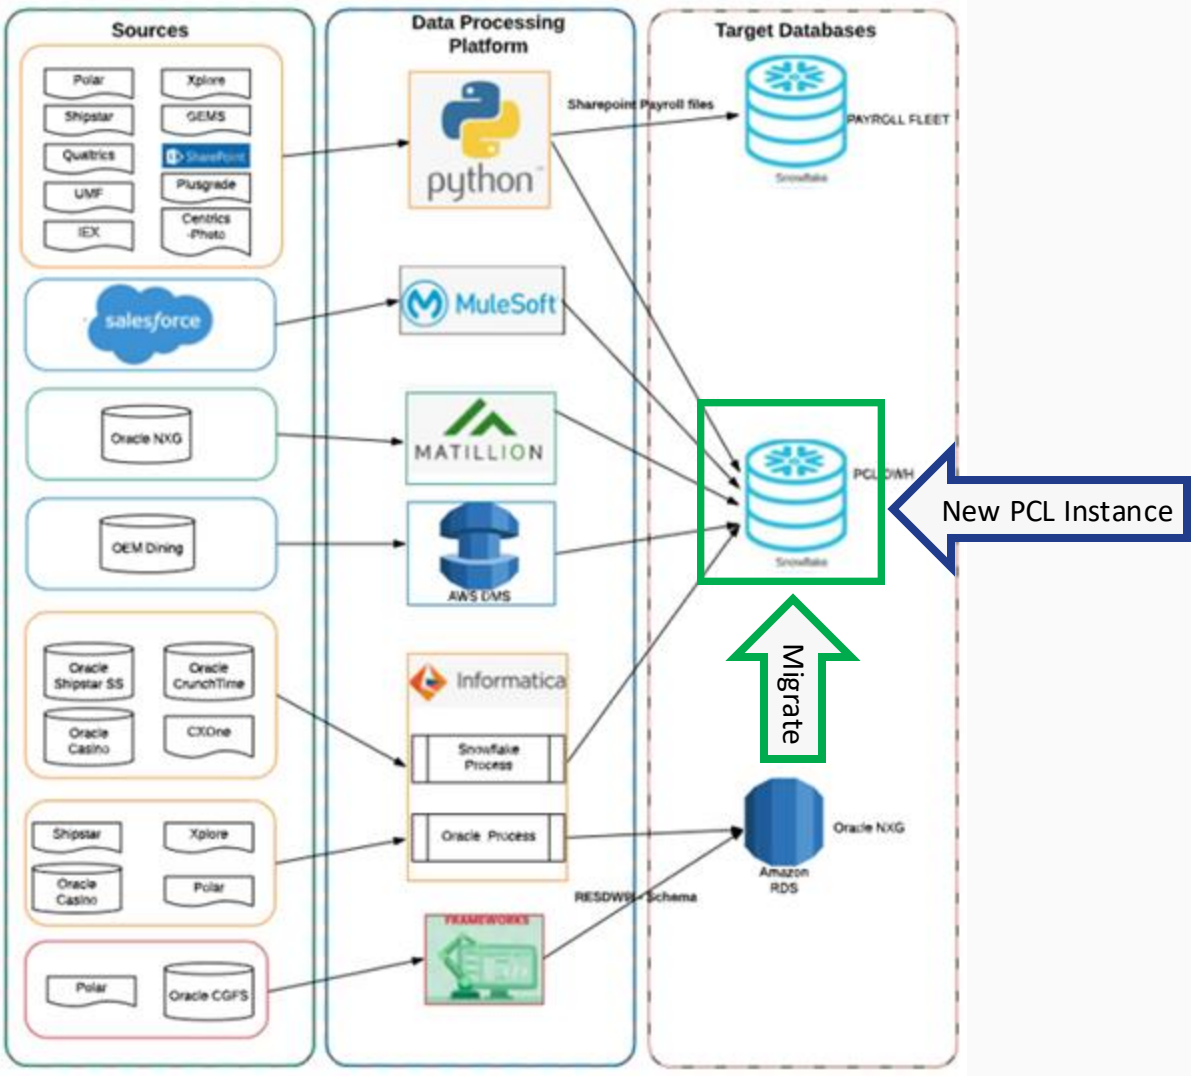 Sources
Polar
Xplore
Shipstar
GEMS
Qualtrics
SharePoint
UMF
Plusgrade
IEX
Centrics
-Photo
salesforce
Oracle NXG
OEM Dining
Oracle
Shipstar SS
Oracle
CrunchTime
Oracle
Casino
CXOne
Shipstar
Xplore
Oracle
Casino
Polar
Polar
Oracle CGFS
Data Processing
Platform
python™
MuleSoft
MATILLION
AWS DMS
Informatica
Snowflake
Process
Oracle Process
FRAMEWORKS
Sharepoint Payroll files
Schema
Target Databases
PAYROLL FLEET
Snowflake
PCL DWH
Snowflake
New PCL Instance
Migrate
Oracle NXG
Amazon
RDS